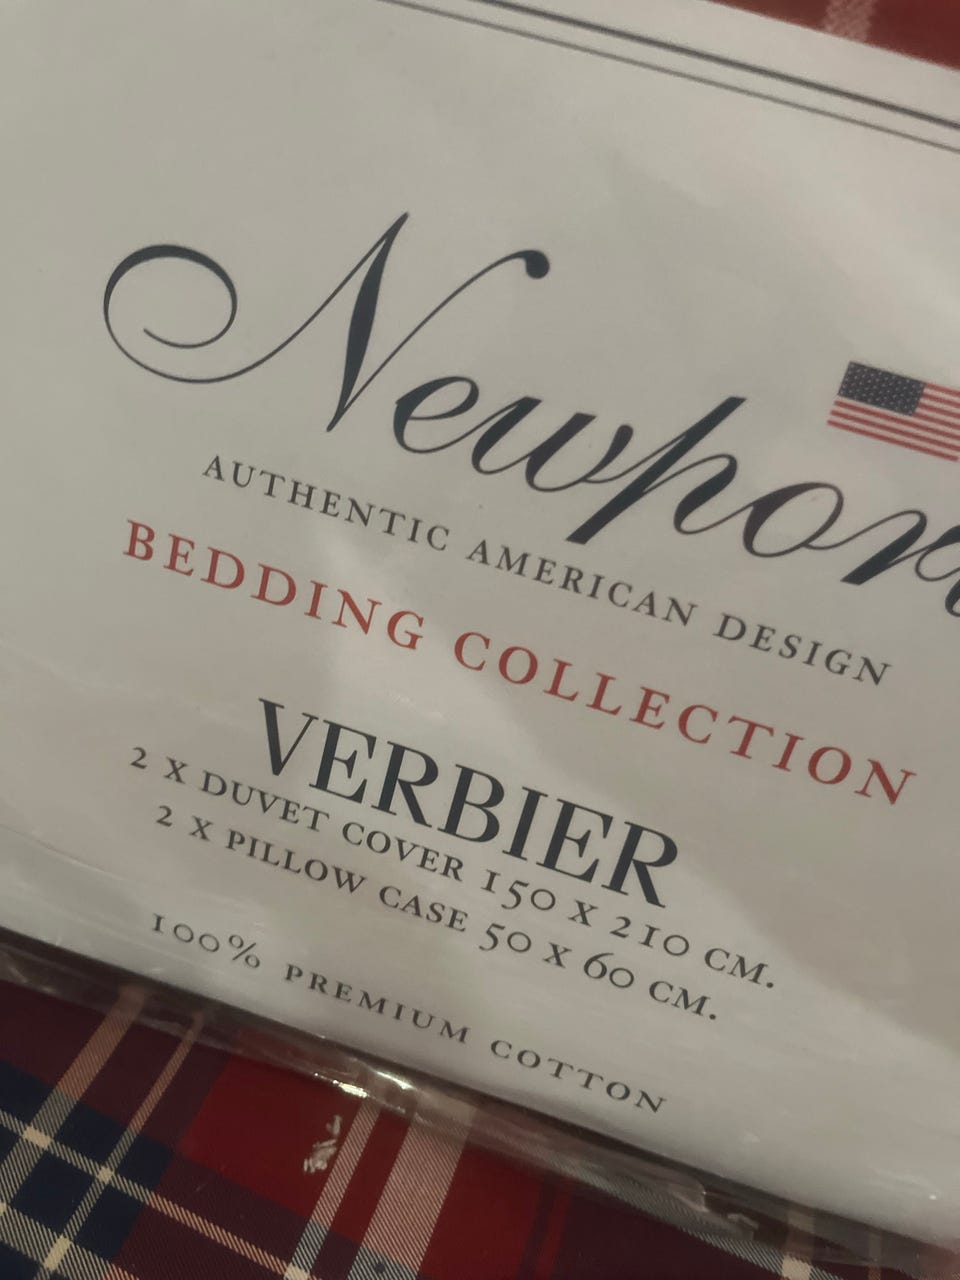 Newpor
AUTHENTIC AMERICAN DESIGN
BEDDING COLLECTION
VERBIER
2 X DUVET COVER 150 X 210 CM.
2 X PILLOW CASE 50 X 60 CM.
100% PREMIUM COTTON